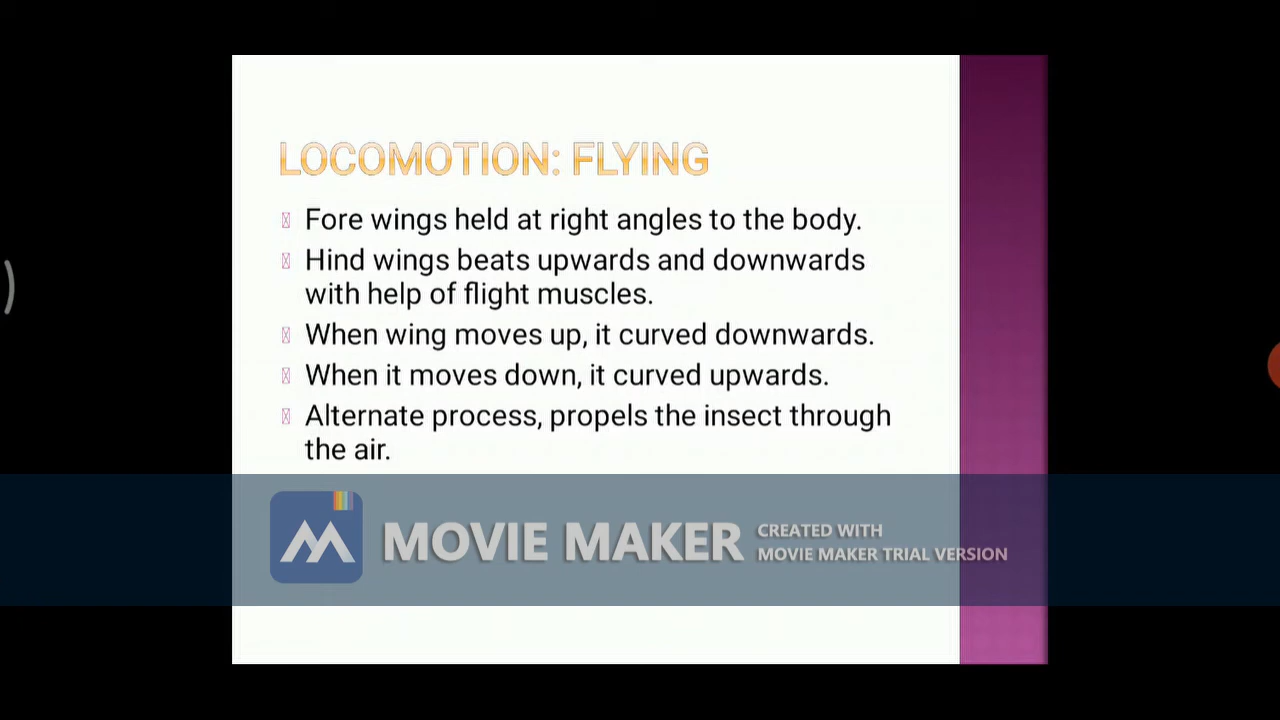 LOCOMOTION: FLYING
Fore wings held at right angles to the body.
Hind wings beats upwards and downwards
with help of flight muscles.
When wing moves up, it curved downwards.
When it moves down, it curved upwards.
Alternate process, propels the insect through
the air.
MOVIE MAKER
CREATED WITH
MOVIE MAKER TRIAL VERSION